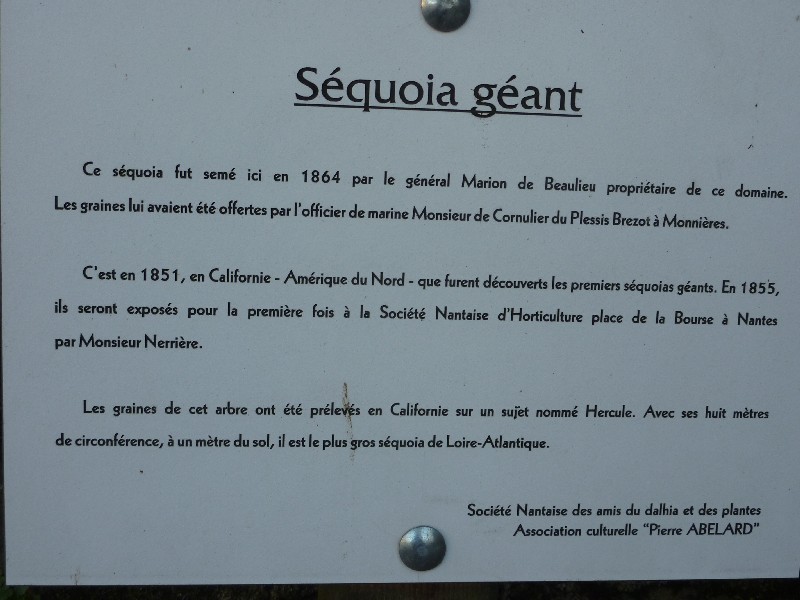 Séquoia géant
Ce séquoia fut semé ici en 1864 par le général Marion de Beaulieu propriétaire de ce domaine.
Les graines lui avaient été offertes par l'officier de marine Monsieur de Cornulier du Plessis Brezot à Monnières.
C'est en 1851, en Californie - Amérique du Nord - que furent découverts les premiers séquoias géants. En 1855,
ils seront exposés pour la première fois à la Société Nantaise d'Horticulture place de la Bourse à Nantes
par Monsieur Nerrière.
Les graines de cet arbre ont été prélevés en Californie sur un sujet nommé Hercule. Avec ses huit mètres
de circonférence, à un mètre du sol, il est le plus gros séquoia de Loire-Atlantique.
Société Nantaise des amis du dalhia et des plantes
Association culturelle "Pierre ABELARD"